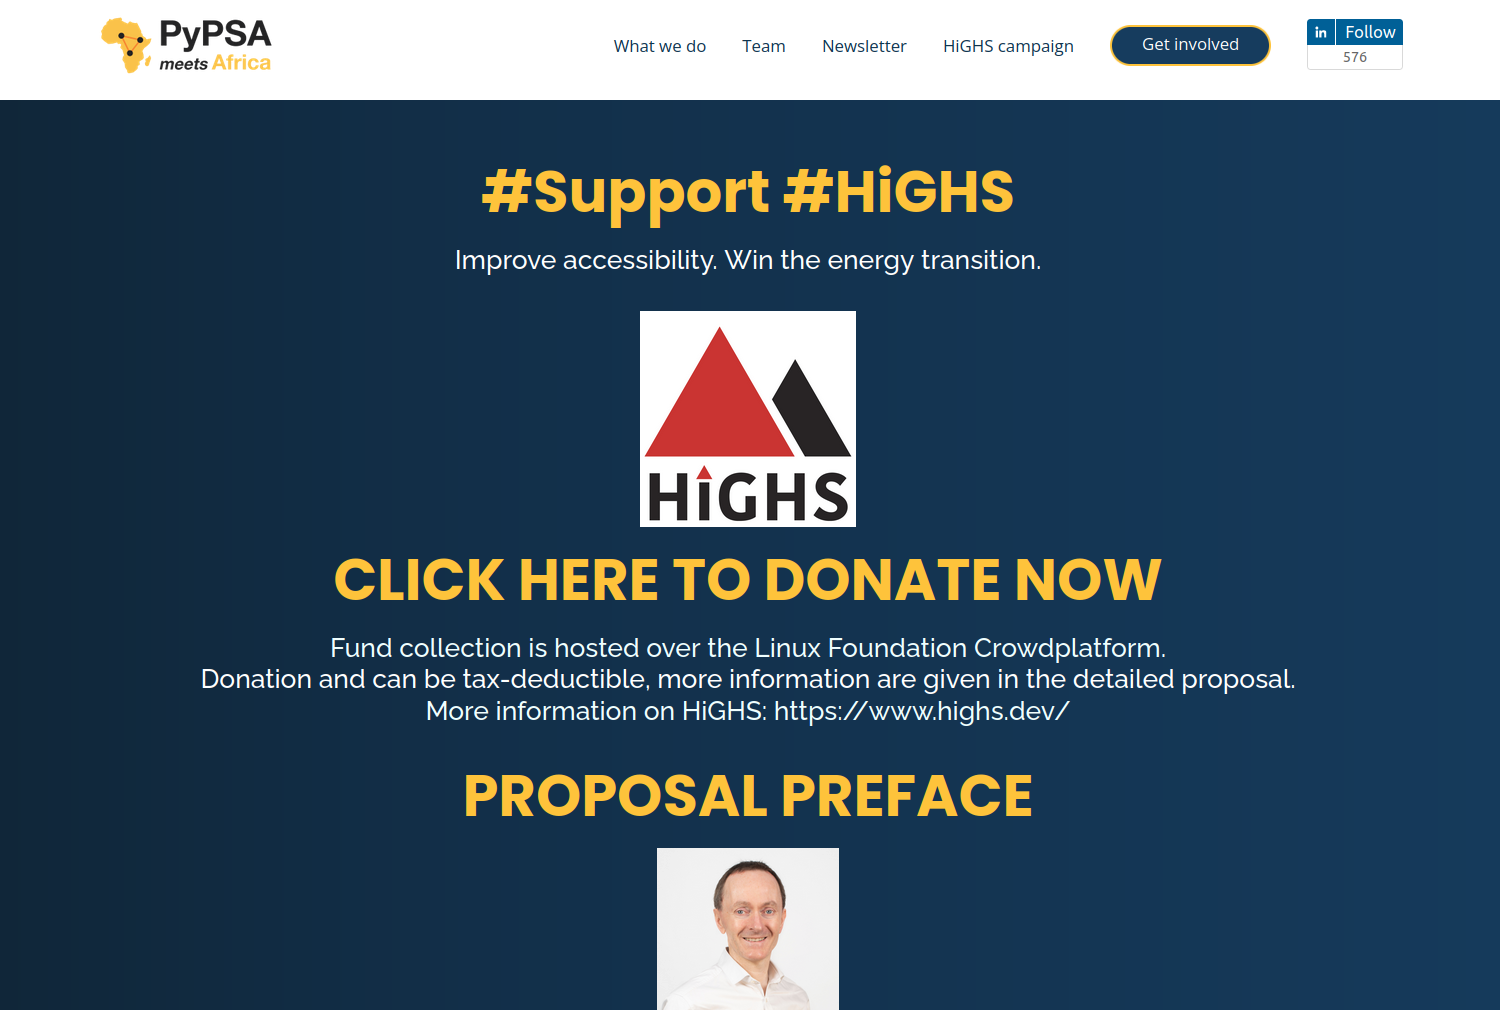 PyPSA
meets Africa
What we do
Team
Newsletter
HiGHS campaign
Get involved
in Follow
576
#Support #HiGHS
Improve accessibility. Win the energy transition.
HiGHS
CLICK HERE TO DONATE NOW
Fund collection is hosted over the Linux Foundation Crowdplatform.
Donation and can be tax-deductible, more information are given in the detailed proposal.
More information on HiGHS: https://www.highs.dev/
PROPOSAL PREFACE